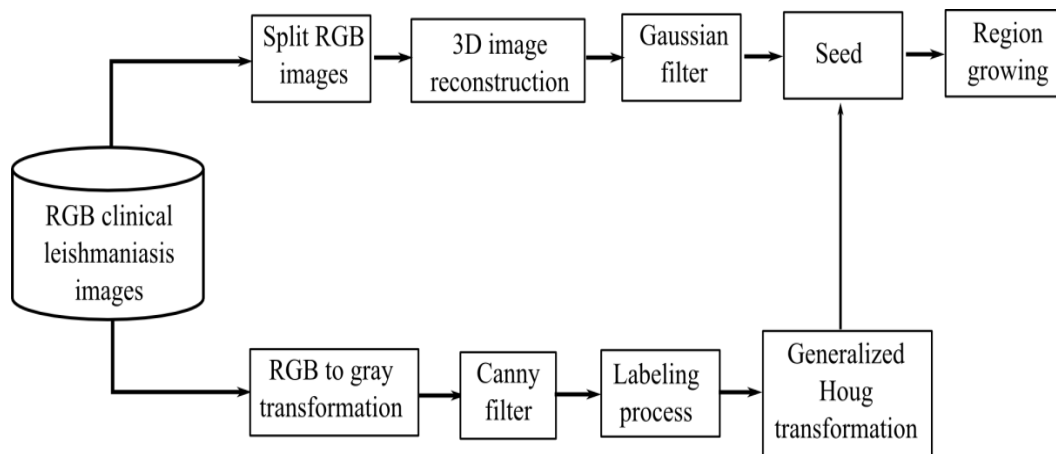 Split RGB
images
3D image
reconstruction
Gaussian
filter
Seed
Region
growing
RGB clinical
leishmaniasis
images
RGB to gray
transformation
Canny
filter
Labeling
process
Generalized
Houg
transformation